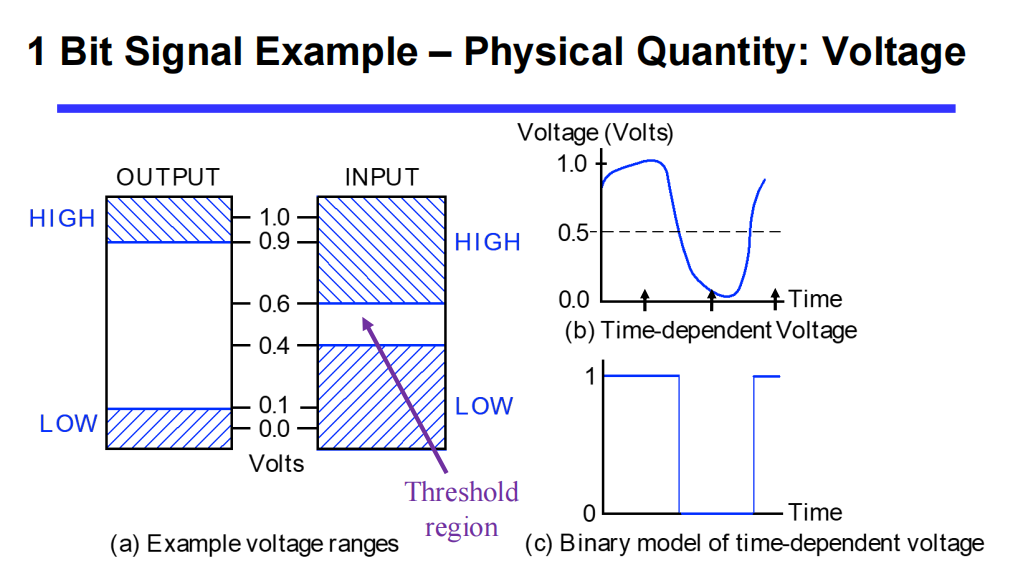 1 Bit Signal Example – Physical Quantity: Voltage
OUTPUT
INPUT
HIGH
HIGH
LOW
LOW
1.0
0.9
0.6
0.4
0.1
0.0
Volts
Threshold
region
(a) Example voltage ranges
Voltage (Volts)
1.0
0.5
0.0
Time
(b) Time-dependent Voltage
1
0
Time
(c) Binary model of time-dependent voltage